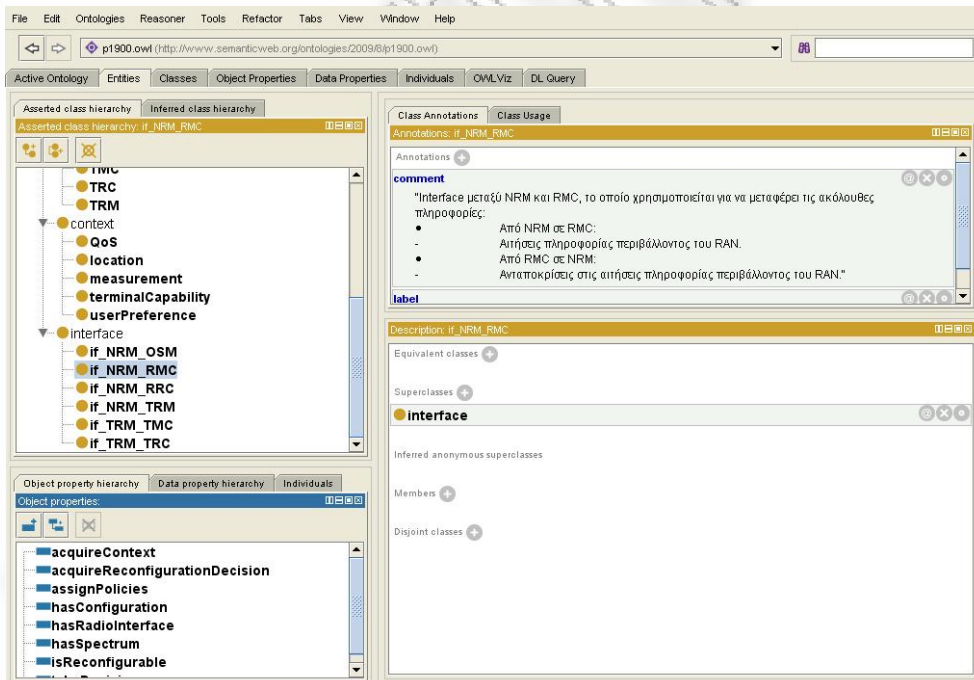 File Edit Ontologies Reasoner Tools Refactor Tabs View Window Help
p1900.owl (http://www.semanticweb.org/ontologies/2009/8/p1900.owl)
Active Ontology Entities Classes Object Properties Data Properties Individuals OWLViz DL Query
Asserted class hierarchy Inferred class hierarchy
Asserted class hierarchy: if_NRM_RMC
TMC
TRC
TRM
context
QoS
location
measurement
terminalCapability
userPreference
interface
if_NRM_OSM
if_NRM_RMC
if_NRM_RRC
if_NRM_TRM
if_TRM_TMC
if_TRM_TRC
Object property hierarchy Data property hierarchy Individuals
Object properties:
acquireContext
acquireReconfigurationDecision
assignPolicies
hasConfiguration
hasRadioInterface
hasSpectrum
isReconfigurable
Class Annotations Class Usage
Annotations: if_NRM_RMC
Annotations
comment
"Interface μεταξύ NRM και RMC, το οποίο χρησιμοποιείται για να μεταφέρει τις ακόλουθες
πληροφορίες:
• Από NRM σε RMC:
- Αιτήσεις πληροφορίας περιβάλλοντος του RAN.
• Από RMC σε NRM:
- Ανταποκρίσεις στις αιτήσεις πληροφορίας περιβάλλοντος του RAN."
label
Description: if_NRM_RMC
Equivalent classes
Superclasses
interface
Inferred anonymous superclasses
Members
Disjoint classes